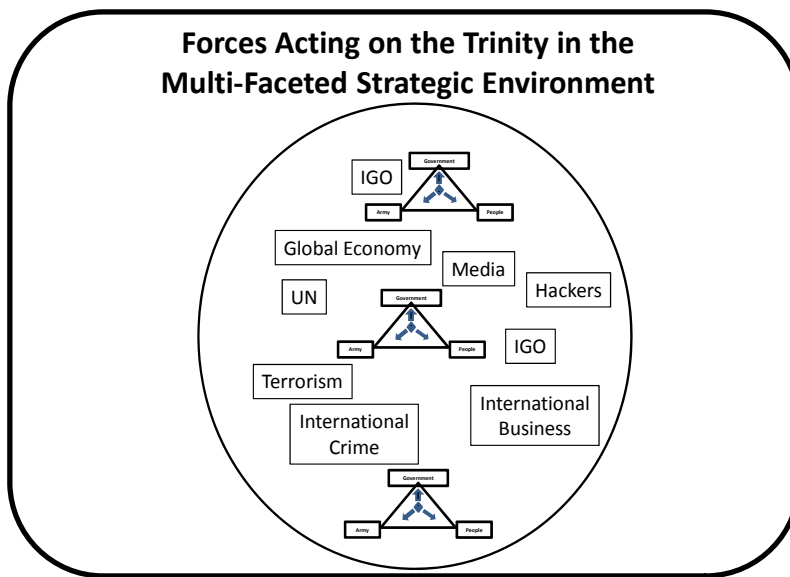 Forces Acting on the Trinity in the
Multi-Faceted Strategic Environment
Government
IGO
Army
People
Global Economy
Media
Hackers
UN
Government
Army
People
IGO
Terrorism
International
Business
International
Crime
Government
Army
People